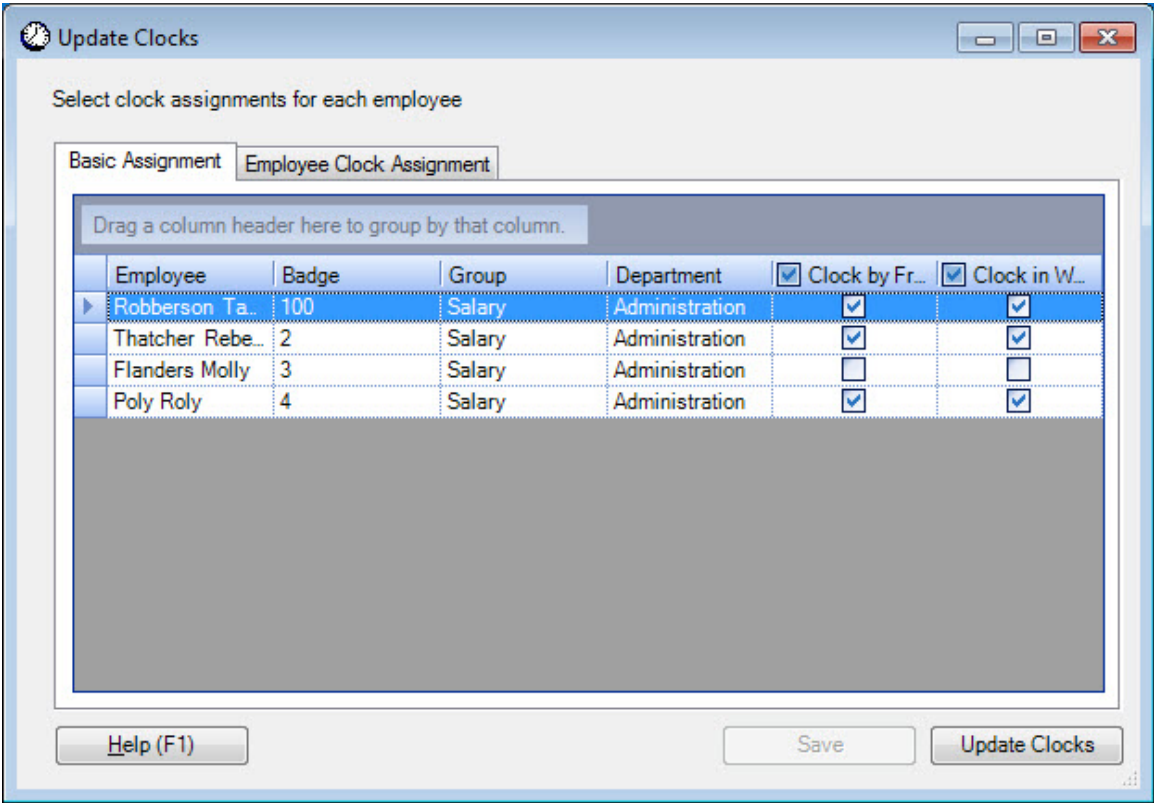 Update Clocks
Select clock assignments for each employee
Basic Assignment Employee Clock Assignment
Drag a column header here to group by that column.
Employee Badge Group Department Clock by Fr... Clock in W...
Robberson Ta... 100 Salary Administration
Thatcher Rebe... 2 Salary Administration
Flanders Molly 3 Salary Administration
Poly Roly 4 Salary Administration
Help (F1) Save Update Clocks